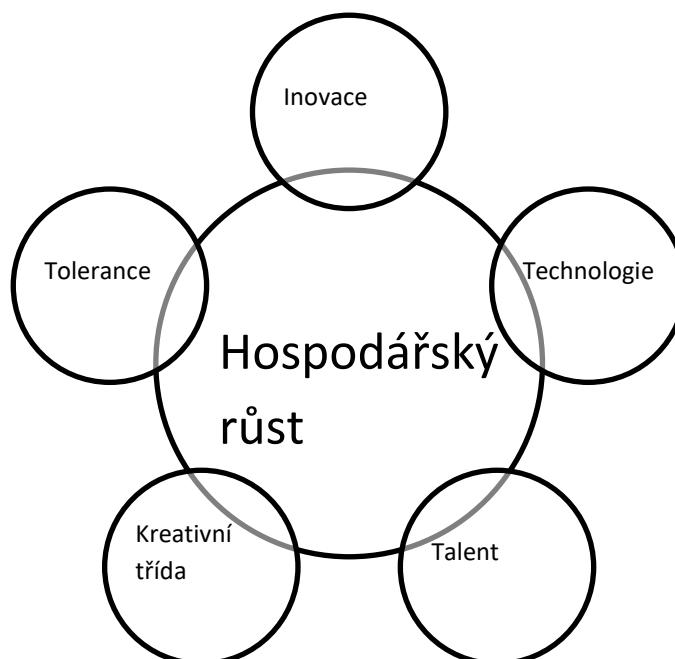 Inovace
Tolerance
Technologie
Hospodářský
růst
Kreativní
třída
Talent